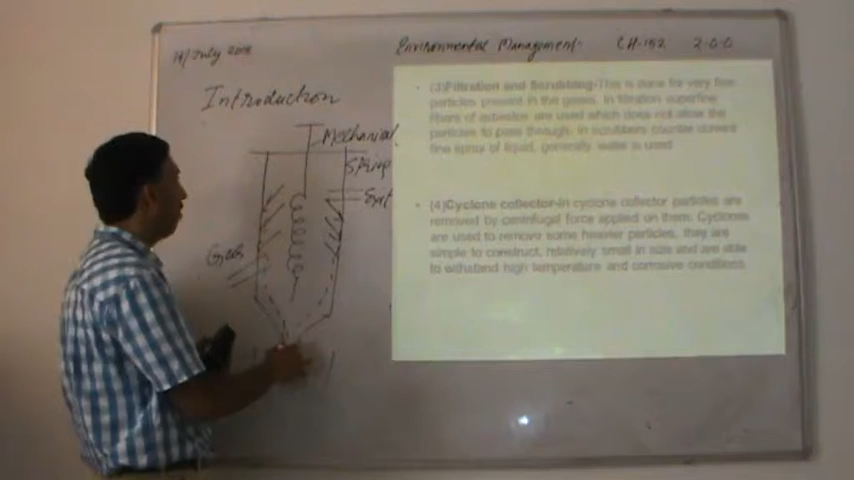 July
Environmental Management CH-152 2-0-0
Introduction
Mechanical
Exit
Gas
(3)Filtration and Scrubbing-This is done for very fine
particles present in the gases. In filtration superfine
fibers of asbestos are used which does not allow the
particles to pass through. In scrubbers counter current
fine spray of liquid, generally water is used
(4)Cyclone collector-In cyclone collector particles are
removed by centrifugal force applied on them. Cyclones
are used to remove some heavier particles, they are
simple to construct, relatively small in size and are able
to withstand high temperature and corrosive conditions.